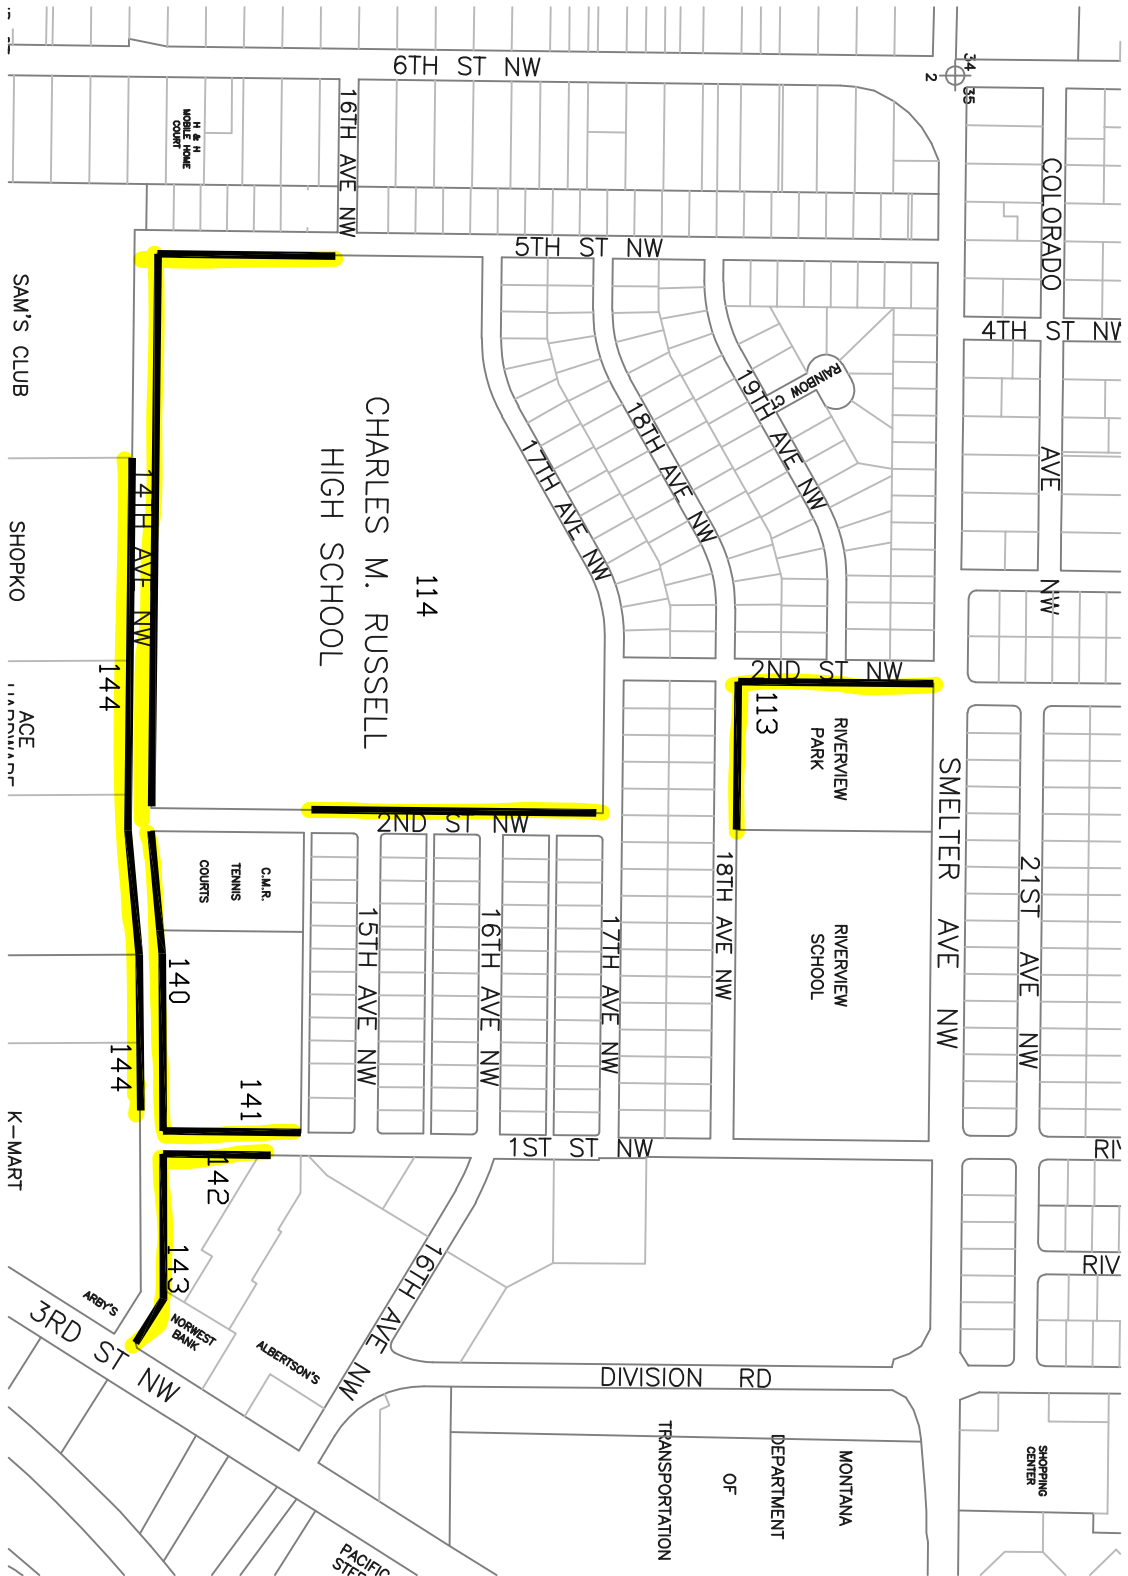 6TH ST NW
34
2
35
16TH AVE NW
H & H
MOBILE HOME
COURT
COLORADO
AVE
NW
5TH ST NW
4TH ST NW
SAM'S CLUB
RAINBOW CT
19TH AVE NW
18TH AVE NW
17TH AVE NW
CHARLES M. RUSSELL
HIGH SCHOOL
114
14TH AVE NW
SHOPKO
144
ACE
2ND ST NW
113
RIVERVIEW
PARK
SMELTER AVE NW
2ND ST NW
C.M.R.
TENNIS
COURTS
15TH AVE NW
16TH AVE NW
17TH AVE NW
18TH AVE NW
RIVERVIEW
SCHOOL
21ST AVE NW
140
144
141
K-MART
1ST ST NW
RIV
142
143
16TH AVE NW
RIV
ARBY'S
3RD ST NW
NORWEST
BANK
ALBERTSON'S
DIVISION RD
MONTANA
DEPARTMENT
OF
TRANSPORTATION
SHOPPING
CENTER
PACIFIC